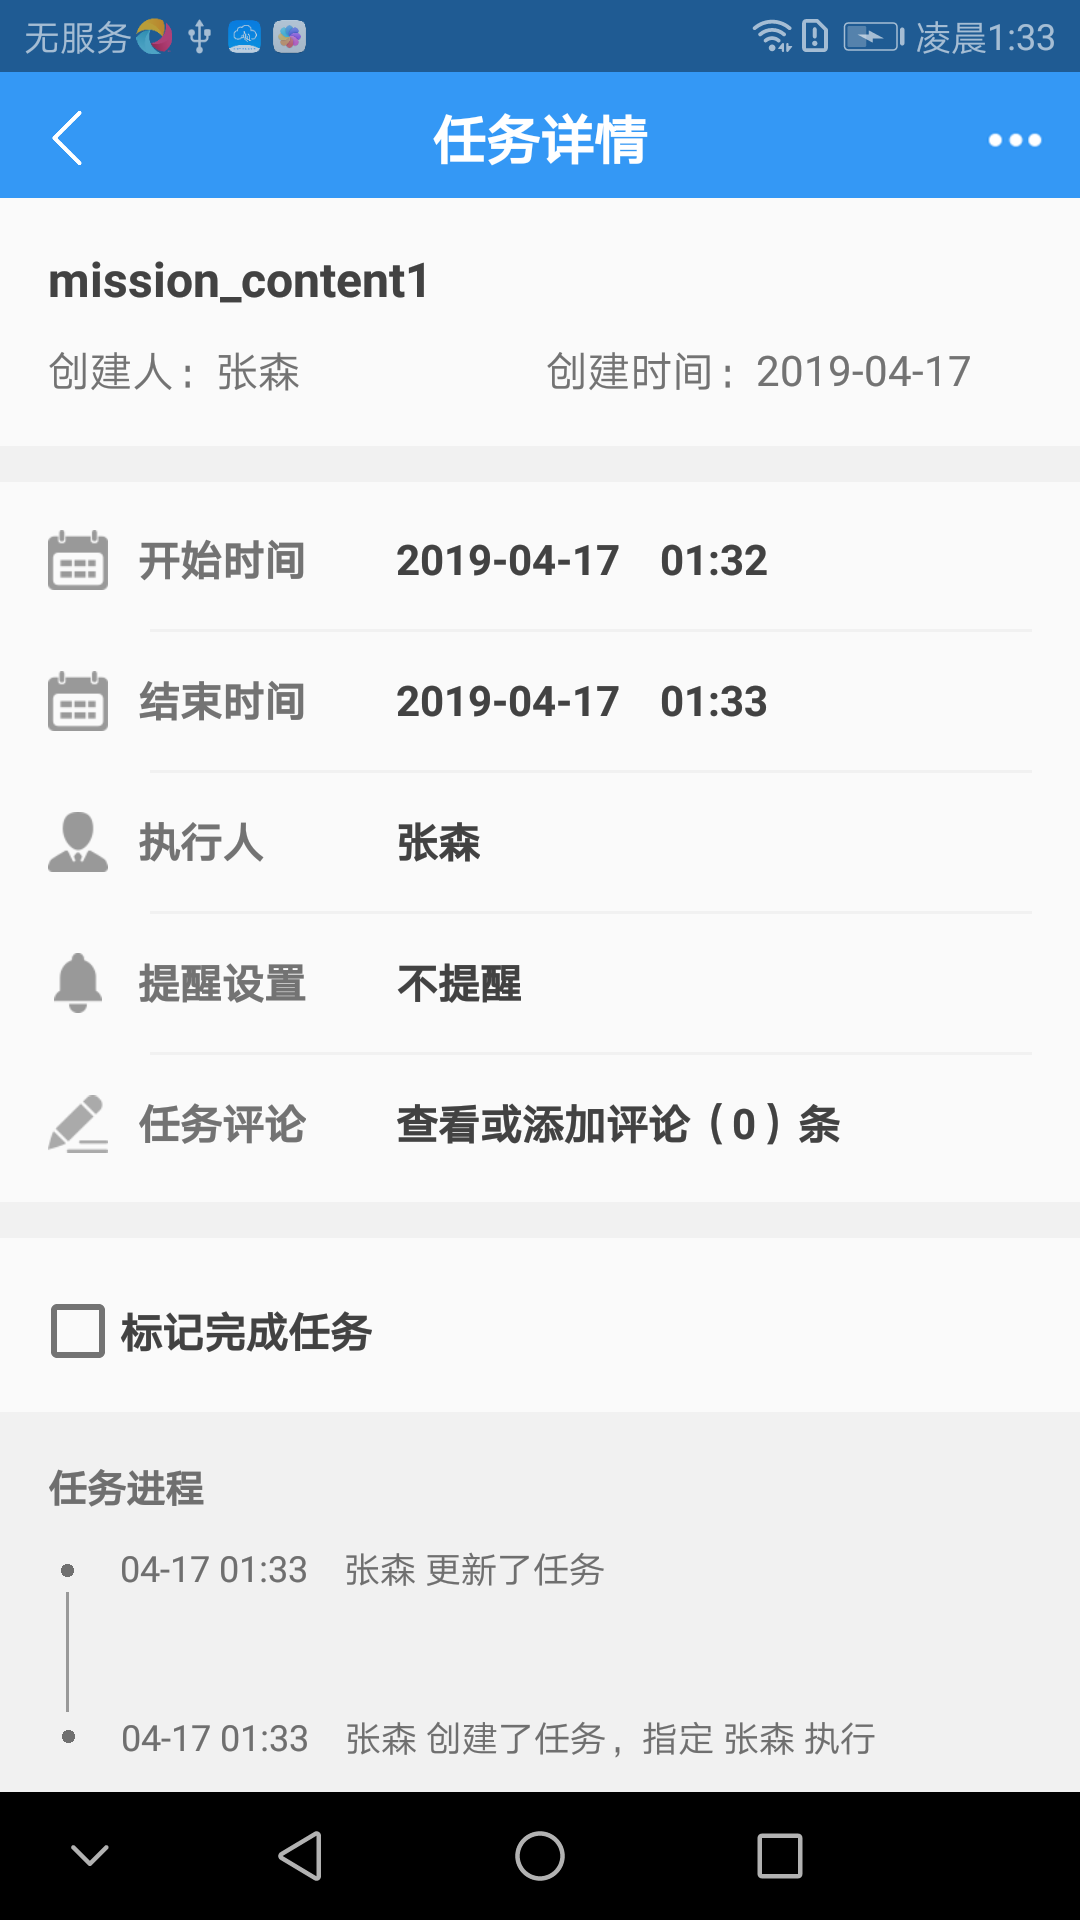 无服务 凌晨1:33
任务详情
mission_content1
创建人：张森 创建时间：2019-04-17
开始时间 2019-04-17 01:32
结束时间 2019-04-17 01:33
执行人 张森
提醒设置 不提醒
任务评论 查看或添加评论（0）条
标记完成任务
任务进程
04-17 01:33 张森 更新了任务
04-17 01:33 张森 创建了任务，指定 张森 执行